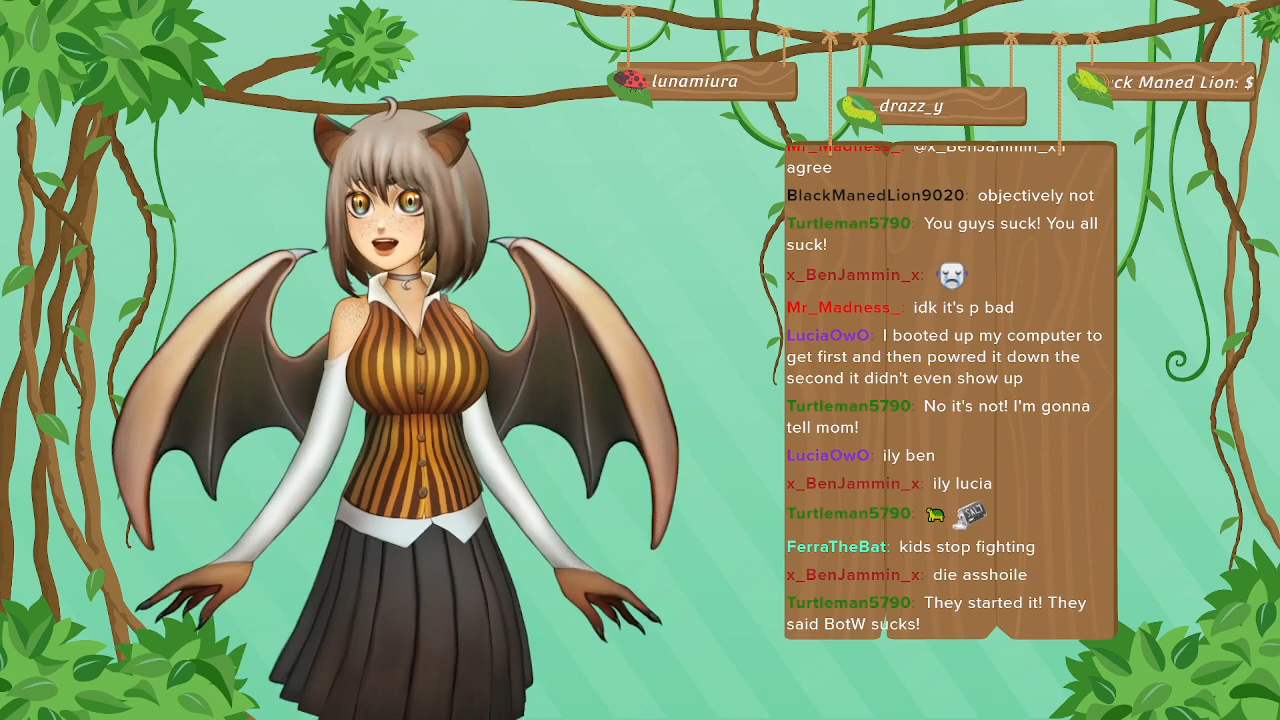 lunamiura
drazz_y
ck Maned Lion: $
Mr_Madness_: @x_BenJammin_x I
agree
BlackManedLion9020: objectively not
Turtleman5790: You guys suck! You all
suck!
x_BenJammin_x:
Mr_Madness_: idk it's p bad
LuciaOwO: I booted up my computer to
get first and then powred it down the
second it didn't even show up
Turtleman5790: No it's not! I'm gonna
tell mom!
LuciaOwO: ily ben
x_BenJammin_x: ily lucia
Turtleman5790: SALT
FerraTheBat: kids stop fighting
x_BenJammin_x: die asshoile
Turtleman5790: They started it! They
said BotW sucks!